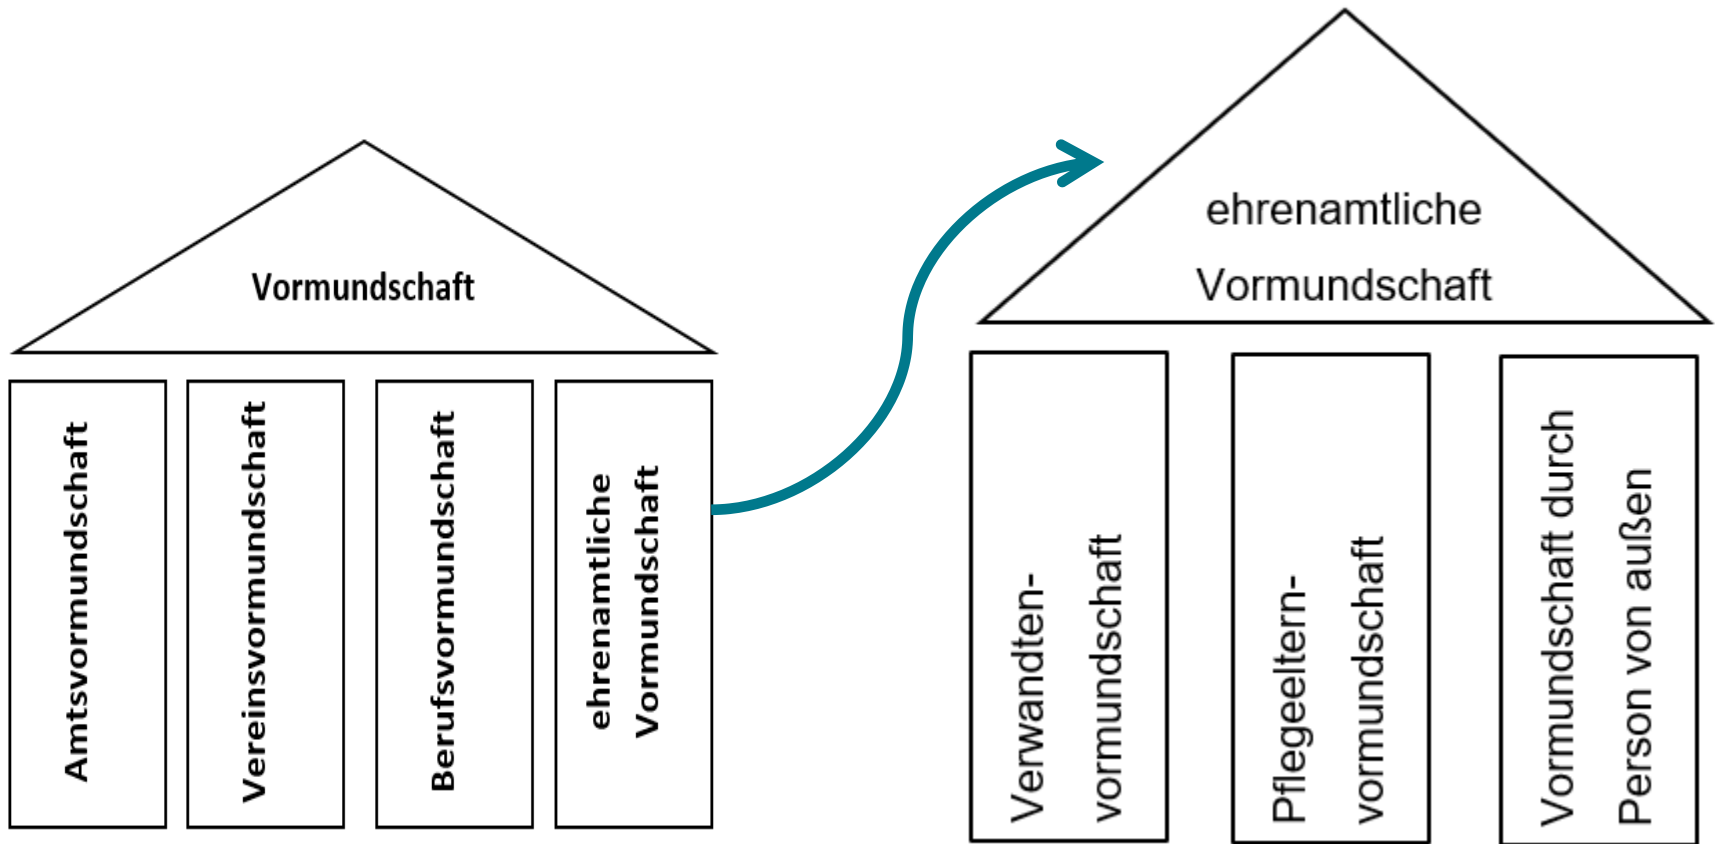 Vormundschaft
Amtsvormundschaft
Vereinsvormundschaft
Berufsvormundschaft
ehrenamtliche
Vormundschaft
ehrenamtliche
Vormundschaft
Verwandten-
vormundschaft
Pflegeeltern-
vormundschaft
Vormundschaft durch
Person von außen